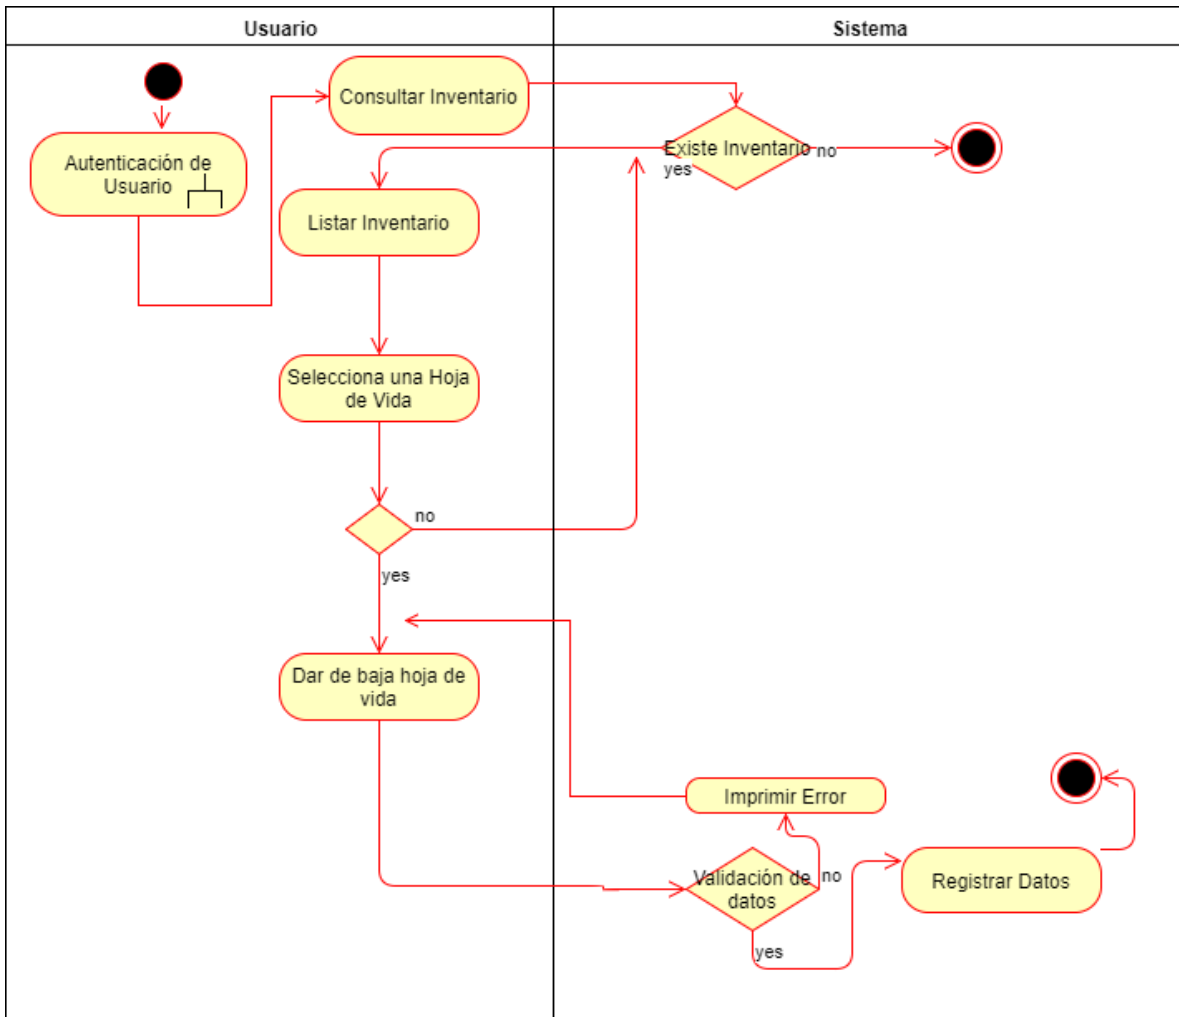 Usuario
Sistema
Consultar Inventario
Autenticación de
Usuario
Existe Inventario
no
yes
Listar Inventario
Selecciona una Hoja
de Vida
no
yes
Dar de baja hoja de
vida
Imprimir Error
Validación de
datos
no
yes
Registrar Datos